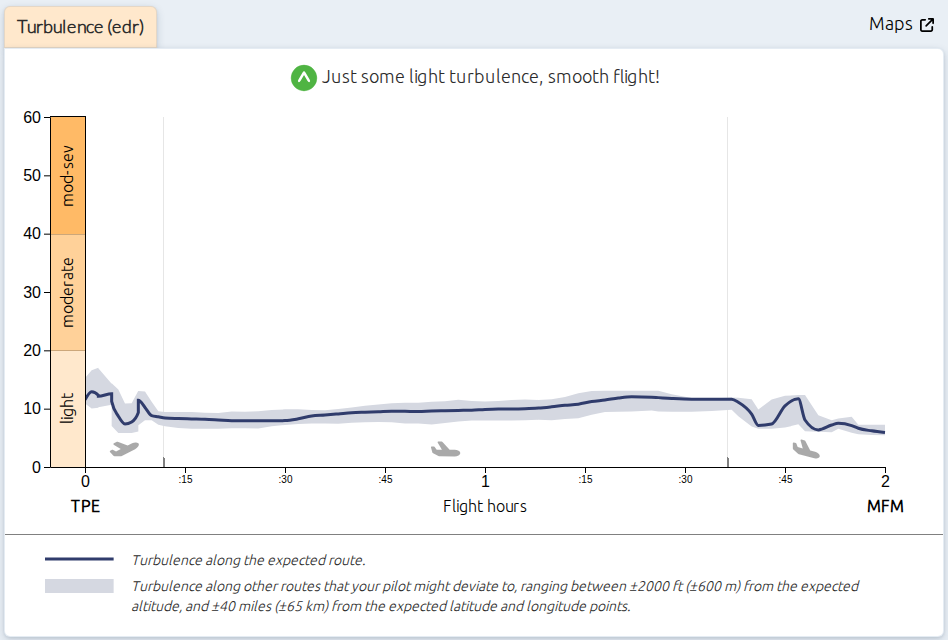 Turbulence (edr)
Maps
Just some light turbulence, smooth flight!
60
50
40
30
20
10
0
mod-sev
moderate
light
0 :15 :30 :45 1 :15 :30 :45 2
TPE Flight hours MFM
Turbulence along the expected route.
Turbulence along other routes that your pilot might deviate to, ranging between ±2000 ft (±600 m) from the expected
altitude, and ±40 miles (±65 km) from the expected latitude and longitude points.